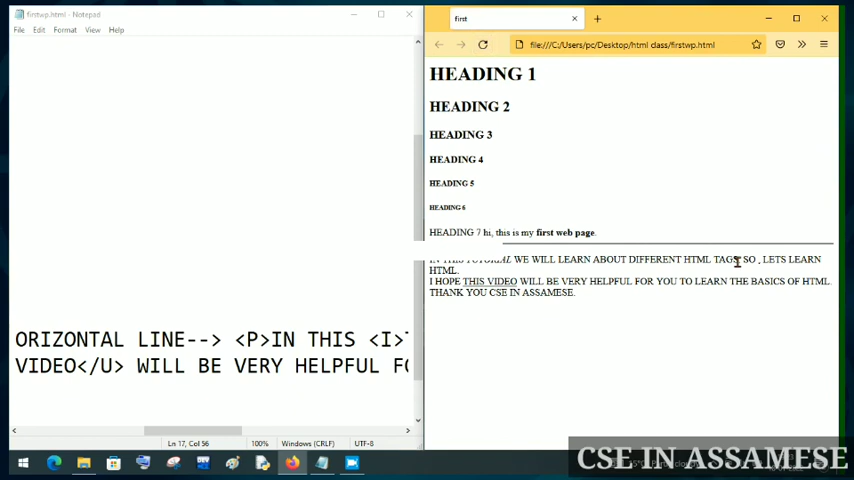 firstwp.html - Notepad
File Edit Format View Help
ORIZONTAL LINE--> <P>IN THIS <I>
VIDEO</U> WILL BE VERY HELPFUL
Ln 17, Col 56 100% Windows (CRLF) UTF-8
first
file:///C:/Users/pc/Desktop/html class/firstwp.html
HEADING 1
HEADING 2
HEADING 3
HEADING 4
HEADING 5
HEADING 6
HEADING 7 hi, this is my first web page.
IN THIS TUTORIAL WE WILL LEARN ABOUT DIFFERENT HTML TAGS SO , LETS LEARN
HTML.
I HOPE THIS VIDEO WILL BE VERY HELPFUL FOR YOU TO LEARN THE BASICS OF HTML.
THANK YOU CSE IN ASSAMESE.
CSE IN ASSAMESE